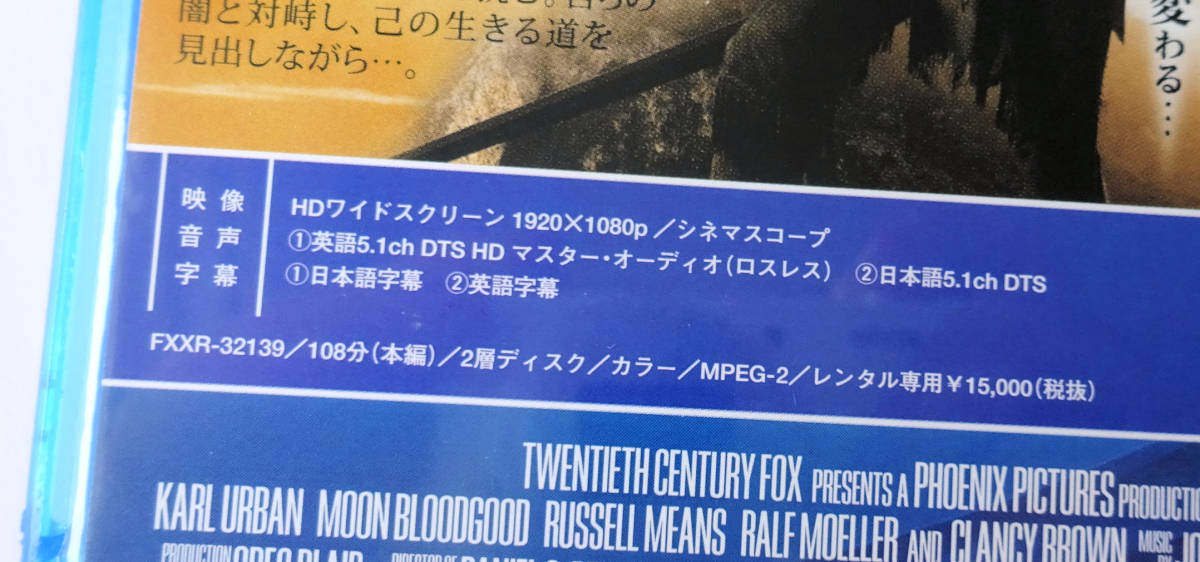 闇と対峙し、己の生きる道を
見出しながら…。
変わる…
映像 HDワイドスクリーン 1920×1080p／シネマスコープ
音声 ①英語5.1ch DTS HD マスター・オーディオ(ロスレス) ②日本語5.1ch DTS
字幕 ①日本語字幕 ②英語字幕
FXXR-32139／108分(本編)／2層ディスク／カラー／MPEG-2／レンタル専用￥15,000(税抜)
TWENTIETH CENTURY FOX PRESENTS A PHOENIX PICTURES PRODUCTION
KARL URBAN MOON BLOODGOOD RUSSELL MEANS RALF MOELLER AND CLANCY BROWN MUSIC
PRODUCTION DIRECTOR OF